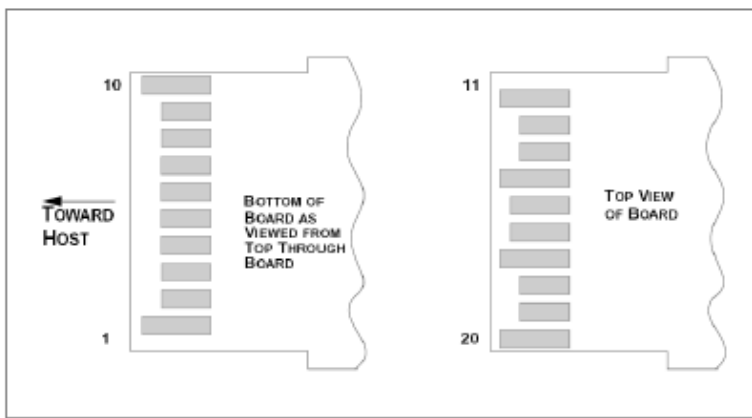 10
BOTTOM OF
BOARD AS
VIEWED FROM
TOP THROUGH
BOARD
TOWARD
HOST
1
11
TOP VIEW
OF BOARD
20